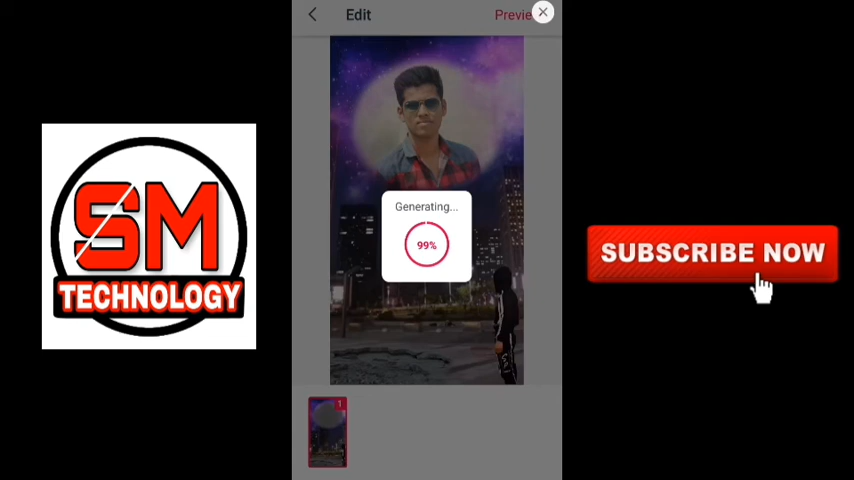 Edit
Previe
SM
TECHNOLOGY
Generating...
99%
SUBSCRIBE NOW
1